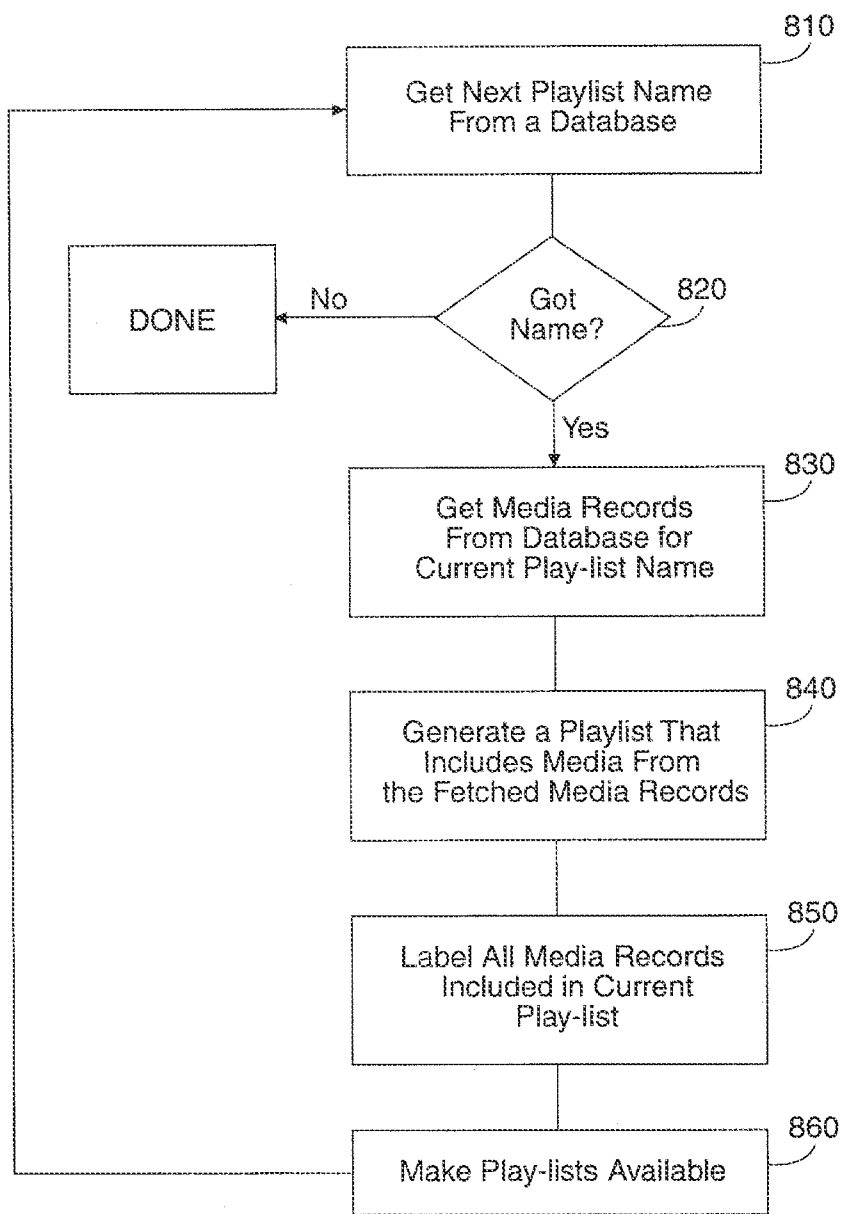 810
Get Next Playlist Name
From a Database
Got
Name?
820
No
DONE
Yes
830
Get Media Records
From Database for
Current Play-list Name
840
Generate a Playlist That
Includes Media From
the Fetched Media Records
850
Label All Media Records
Included in Current
Play-list
860
Make Play-lists Available